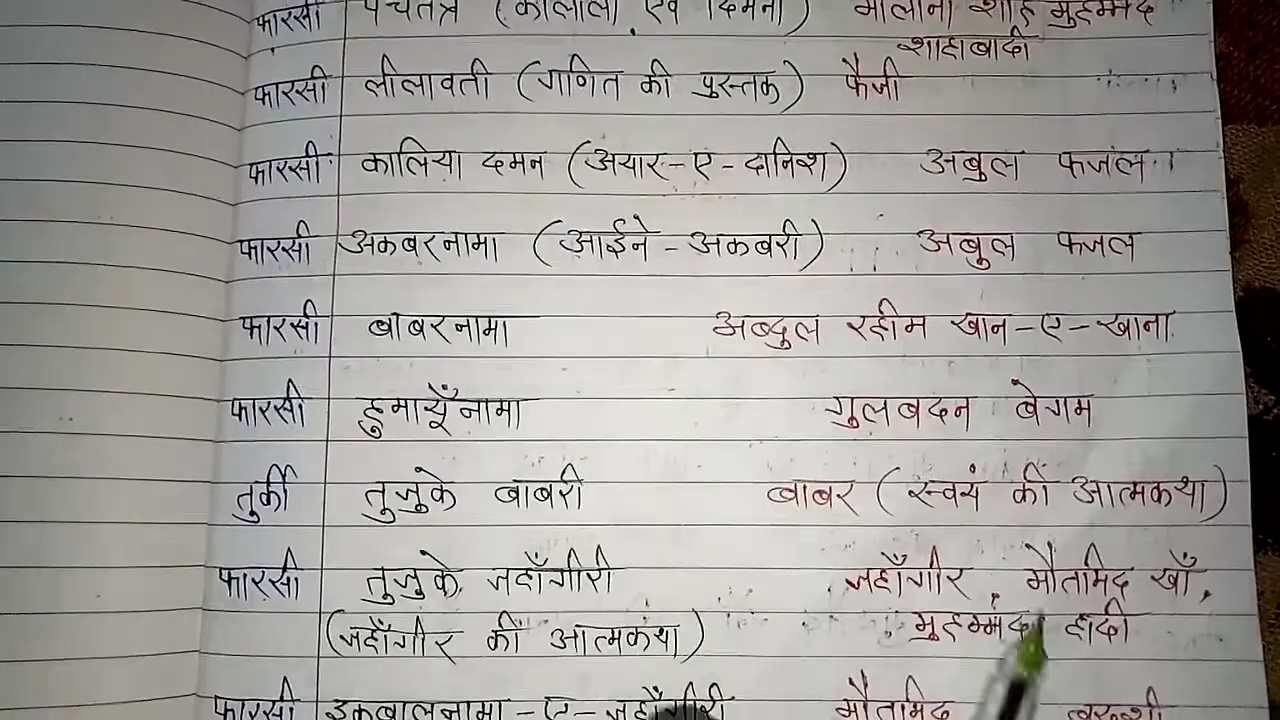 फारसी पंचतंत्र (कालीला एवं दिमना) मौलाना शाह मुहम्मद
शाहाबादी
फारसी लीलावती (गणित की पुस्तक) फैजी
फारसी कालिया दमन (अयार-ए-दानिश) अबुल फजल
फारसी अकबरनामा (आईने-अकबरी) अबुल फजल
फारसी बाबरनामा अब्दुल रहीम खान-ए-खाना
फारसी हुमायूँनामा गुलबदन बेगम
तुर्की तुजुके बाबरी बाबर (स्वयं की आत्मकथा)
फारसी तुजुके जहाँगीरी जहाँगीर, मौतमिद खाँ,
(जहाँगीर की आत्मकथा) मुहम्मद हादी
फारसी इकबालनामा-ए-जहाँगीरी मौतमिद बख्शी